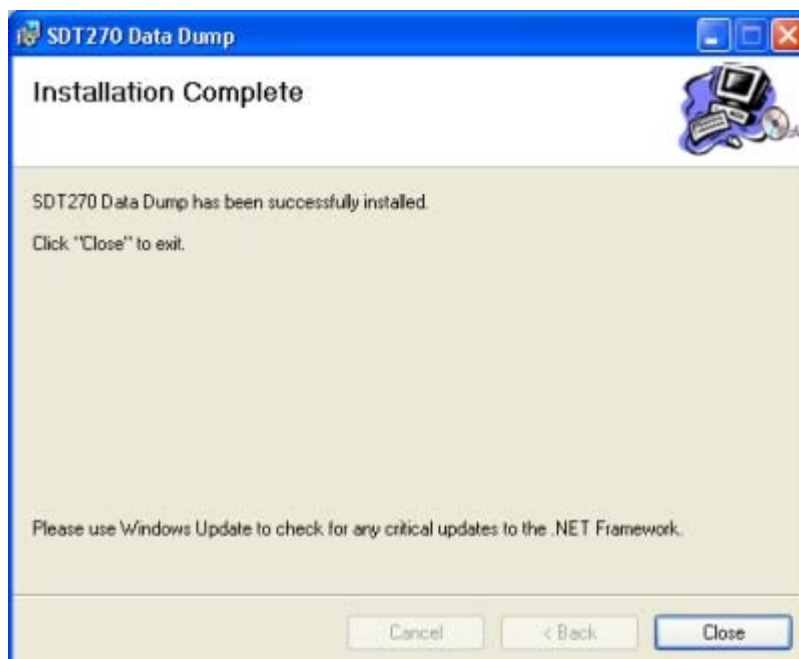 SDT270 Data Dump
Installation Complete
SDT270 Data Dump has been successfully installed.
Click "Close" to exit.
Please use Windows Update to check for any critical updates to the .NET Framework.
Cancel
< Back
Close